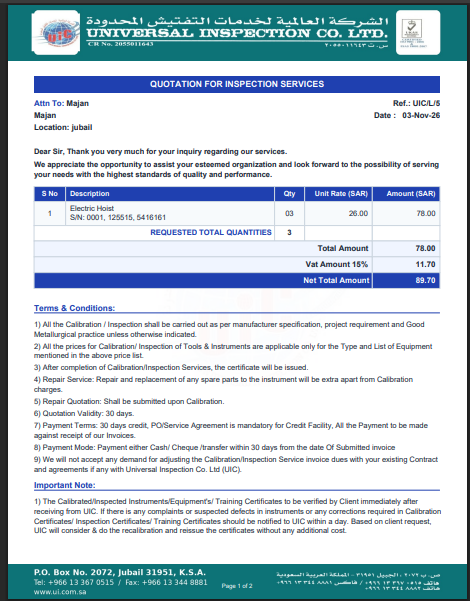 الشركة العالمية لخدمات التفتيش المحدودة
UNIVERSAL INSPECTION CO. LTD.
CR No. 2055011643
س.ت ٢٠٥٥٠١١٦٤٣
UIC
QUOTATION FOR INSPECTION SERVICES
Attn To: Majan
Ref.: UIC/L/5
Majan
Date : 03-Nov-26
Location: jubail
Dear Sir, Thank you very much for your inquiry regarding our services.
We appreciate the opportunity to assist your esteemed organization and look forward to the possibility of serving
your needs with the highest standards of quality and performance.
S No Description Qty Unit Rate (SAR) Amount (SAR)
1 Electric Hoist 03 26.00 78.00
S/N: 0001, 125515, 5416161
REQUESTED TOTAL QUANTITIES 3
Total Amount 78.00
Vat Amount 15% 11.70
Net Total Amount 89.70
Terms & Conditions:
1) All the Calibration / Inspection shall be carried out as per manufacturer specification, project requirement and Good
Metallurgical practice unless otherwise indicated.
2) All the prices for Calibration/ Inspection of Tools & Instruments are applicable only for the Type and List of Equipment
mentioned in the above price list.
3) After completion of Calibration/Inspection Services, the certificate will be issued.
4) Repair Service: Repair and replacement of any spare parts to the instrument will be extra apart from Calibration
charges.
5) Repair Quotation: Shall be submitted upon Calibration.
6) Quotation Validity: 30 days.
7) Payment Terms: 30 days credit, PO/Service Agreement is mandatory for Credit Facility, All the Payment to be made
against receipt of our Invoices.
8) Payment Mode: Payment either Cash/ Cheque /transfer within 30 days from the date Of Submitted invoice
9) We will not accept any demand for adjusting the Calibration/Inspection Service invoice dues with your existing Contract
and agreements if any with Universal Inspection Co. Ltd (UIC).
Important Note:
1) The Calibrated/Inspected Instruments/Equipment's/ Training Certificates to be verified by Client immediately after
receiving from UIC. If there is any complaints or suspected defects in instruments or any corrections required in Calibration
Certificates/ Inspection Certificates/ Training Certificates should be notified to UIC within a day. Based on client request,
UIC will consider & do the recalibration and reissue the certificates without any additional cost.
P.O. Box No. 2072, Jubail 31951, K.S.A.
Tel: +966 13 367 0515 / Fax: +966 13 344 8881
www.ui.com.sa
Page 1 of 2
ص.ب ٢٠٧٢ ، الجبيل ٣١٩٥١ - المملكة العربية السعودية
هاتف ٠٥١٥ ٣٦٧ ١٣ ٩٦٦+ / فاكس ٨٨٨١ ٣٤٤ ١٣ ٩٦٦+